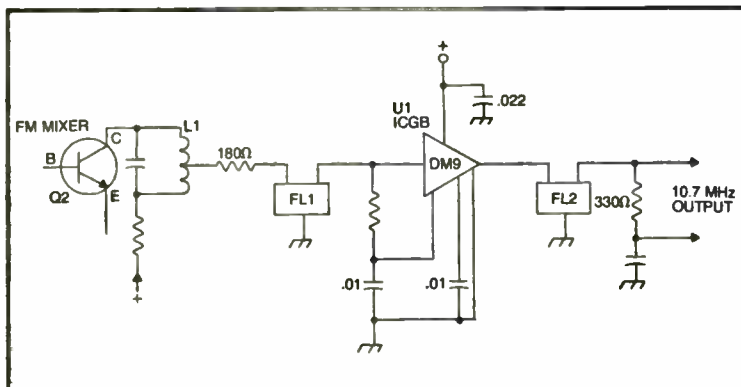 FM MIXER
B
C
E
Q2
L1
180Ω
FL1
U1
ICGB
DM9
+
.022
.01
.01
FL2
330Ω
10.7 MHz
OUTPUT
+